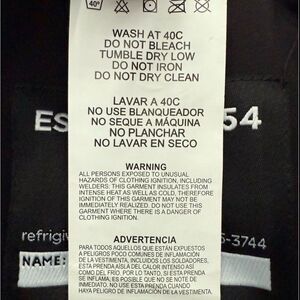 40°
WASH AT 40C
DO NOT BLEACH
TUMBLE DRY LOW
DO NOT IRON
DO NOT DRY CLEAN
LAVAR A 40C
NO USE BLANQUEADOR
NO SEQUE A MÁQUINA
NO PLANCHAR
NO LAVAR EN SECO
ES 54
WARNING
ALL PERSONS EXPOSED TO UNUSUAL
HAZARDS OF CLOTHING IGNITION, INCLUDING
WELDERS: THIS GARMENT INSULATES FROM
INTENSE HEAT AS WELL AS COLD, THEREFORE
IGNITION OF THIS GARMENT MAY NOT BE
IMMEDIATELY REALIZED. DO NOT USE THIS
GARMENT WHERE THERE IS A DANGER OF
CLOTHING IGNITION.
refrigi -3744
NAME:
ADVERTENCIA
PARA TODOS AQUELLOS QUE ESTÁN EXPUESTOS
A PELIGROS POCO COMUNES DE INFLAMACIÓN
DE LA VESTIMENTA, INCLUIDOS LOS SOLDADORES,
ESTA PRENDA AÍSLA DEL CALOR INTENSO, ASÍ
COMO DEL FRÍO, POR LO TANTO, SI ESTA PRENDA
SE INFLAMA, ES POSIBLE QUE NO SE NOTE DE
INMEDIATO. NO USE ESTA PRENDA CUANDO
HAYA PELIGRO DE INFLAMACIÓN DE LA VESTIMENTA.